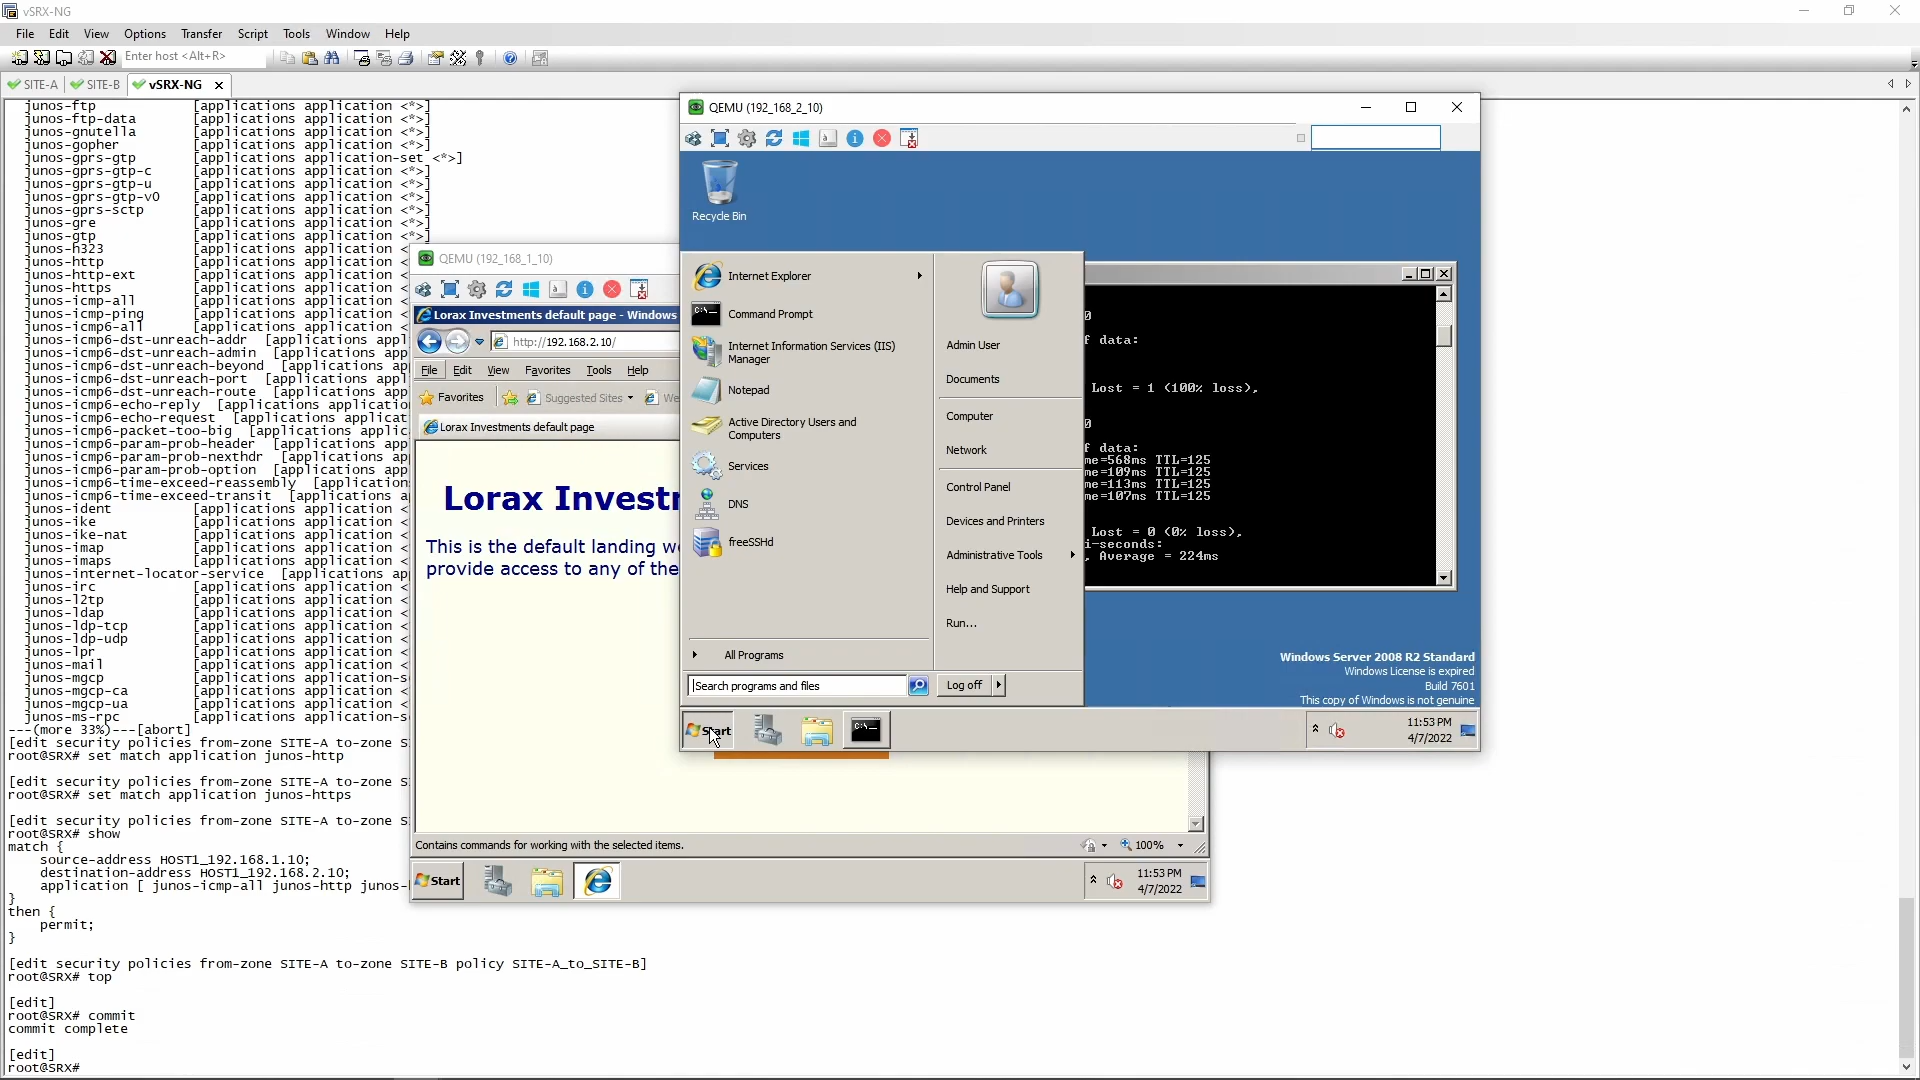 vSRX-NG
File Edit View Options Transfer Script Tools Window Help
Enter host <Alt+R>
SITE-A SITE-B vSRX-NG
junos-ftp [applications application <*>]
junos-ftp-data [applications application <*>]
junos-gnutella [applications application <*>]
junos-gopher [applications application <*>]
junos-gprs-gtp [applications application-set <*>]
junos-gprs-gtp-c [applications application <*>]
junos-gprs-gtp-u [applications application <*>]
junos-gprs-gtp-v0 [applications application <*>]
junos-gprs-sctp [applications application <*>]
junos-gre [applications application <*>]
junos-gtp [applications application <*>]
junos-h323 [applications application <
junos-http [applications application <
junos-http-ext [applications application <
junos-https [applications application <
junos-icmp-all [applications application <
junos-icmp-ping [applications application <
junos-icmp6-all [applications application <
junos-icmp6-dst-unreach-addr [applications appl
junos-icmp6-dst-unreach-admin [applications app
junos-icmp6-dst-unreach-beyond [applications ap
junos-icmp6-dst-unreach-port [applications appl
junos-icmp6-dst-unreach-route [applications app
junos-icmp6-echo-reply [applications applicatio
junos-icmp6-echo-request [applications applicat
junos-icmp6-packet-too-big [applications applic
junos-icmp6-param-prob-header [applications app
junos-icmp6-param-prob-nexthdr [applications ap
junos-icmp6-param-prob-option [applications app
junos-icmp6-time-exceed-reassembly [application
junos-icmp6-time-exceed-transit [applications a
junos-ident [applications application <
junos-ike [applications application <
junos-ike-nat [applications application <
junos-imap [applications application <
junos-imaps [applications application <
junos-internet-locator-service [applications ap
junos-irc [applications application <
junos-l2tp [applications application <
junos-ldap [applications application <
junos-ldp-tcp [applications application <
junos-ldp-udp [applications application <
junos-lpr [applications application <
junos-mail [applications application <
junos-mgcp [applications application-s
junos-mgcp-ca [applications application <
junos-mgcp-ua [applications application <
junos-ms-rpc [applications application-s
---(more 33%)---[abort]
[edit security policies from-zone SITE-A to-zone S
root@SRX# set match application junos-http
[edit security policies from-zone SITE-A to-zone S
root@SRX# set match application junos-https
[edit security policies from-zone SITE-A to-zone S
root@SRX# show
match {
source-address HOST1_192.168.1.10;
destination-address HOST1_192.168.2.10;
application [ junos-icmp-all junos-http junos-
}
then {
permit;
}
[edit security policies from-zone SITE-A to-zone SITE-B policy SITE-A_to_SITE-B]
root@SRX# top
[edit]
root@SRX# commit
commit complete
[edit]
root@SRX#
QEMU (192_168_1_10)
Lorax Investments default page - Windows
http://192.168.2.10/
File Edit View Favorites Tools Help
Favorites Suggested Sites We
Lorax Investments default page
Lorax Investm
This is the default landing w
provide access to any of the
Contains commands for working with the selected items.
100%
Start
11:53 PM
4/7/2022
QEMU (192_168_2_10)
Recycle Bin
Internet Explorer
Command Prompt
Internet Information Services (IIS)
Manager
Notepad
Active Directory Users and
Computers
Services
DNS
freeSSHd
All Programs
Search programs and files
Admin User
Documents
Computer
Network
Control Panel
Devices and Printers
Administrative Tools
Help and Support
Run...
Log off
0
f data:
Lost = 1 (100% loss),
0
f data:
me=568ms TTL=125
me=109ms TTL=125
me=113ms TTL=125
me=107ms TTL=125
Lost = 0 (0% loss),
i-seconds:
, Average = 224ms
Windows Server 2008 R2 Standard
Windows License is expired
Build 7601
This copy of Windows is not genuine
Start
11:53 PM
4/7/2022